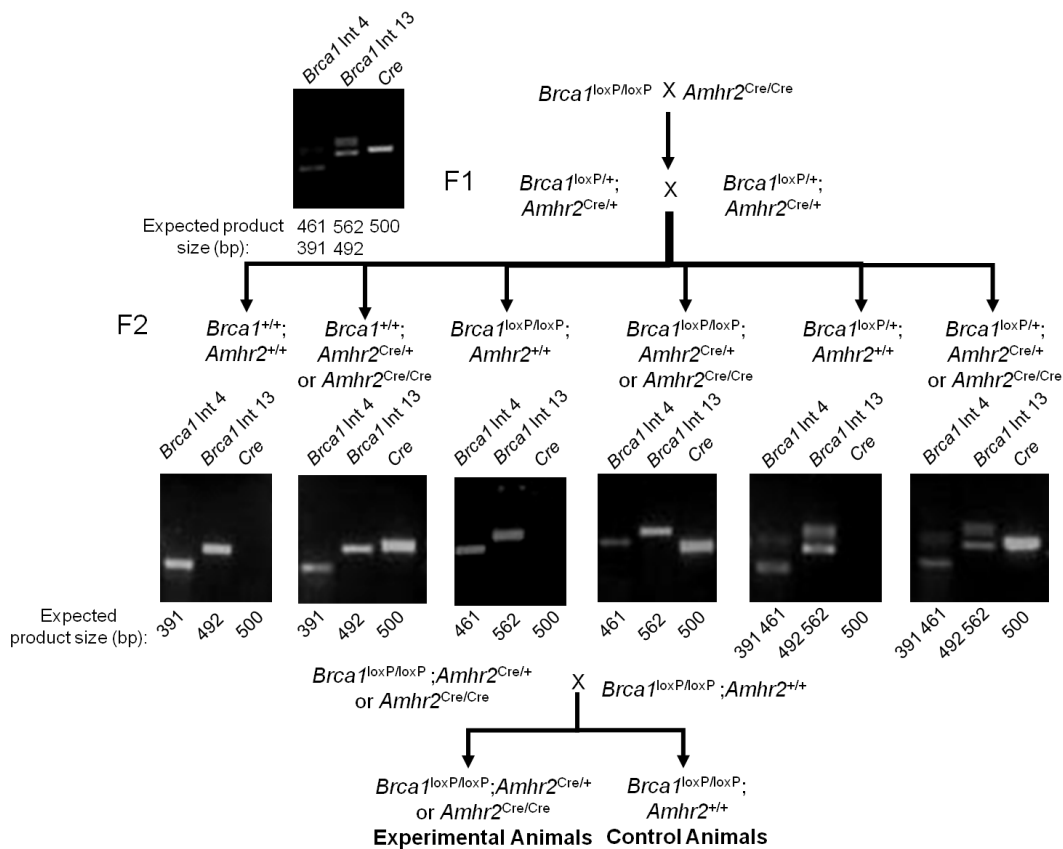 Brca1 Int 4
Brca1 Int 13
Cre
Brca1loxP/loxP X Amhr2Cre/Cre
F1
Brca1loxP/+;
Amhr2Cre/+
X
Brca1loxP/+;
Amhr2Cre/+
Expected product 461 562 500
size (bp): 391 492
F2
Brca1+/+;
Amhr2+/+
Brca1+/+;
Amhr2Cre/+
or Amhr2Cre/Cre
Brca1loxP/loxP;
Amhr2+/+
Brca1loxP/loxP;
Amhr2Cre/+
or Amhr2Cre/Cre
Brca1loxP/+;
Amhr2+/+
Brca1loxP/+;
Amhr2Cre/+
or Amhr2Cre/Cre
Brca1 Int 4
Brca1 Int 13
Cre
Brca1 Int 4
Brca1 Int 13
Cre
Brca1 Int 4
Brca1 Int 13
Cre
Brca1 Int 4
Brca1 Int 13
Cre
Brca1 Int 4
Brca1 Int 13
Cre
Brca1 Int 4
Brca1 Int 13
Cre
Expected
product size (bp):
391 492 500
391 492 500
461 562 500
461 562 500
391 461 492 562 500
391 461 492 562 500
Brca1loxP/loxP ;Amhr2Cre/+
or Amhr2Cre/Cre
X
Brca1loxP/loxP ;Amhr2+/+
Brca1loxP/loxP;Amhr2Cre/+
or Amhr2Cre/Cre
Experimental Animals
Brca1loxP/loxP;
Amhr2+/+
Control Animals